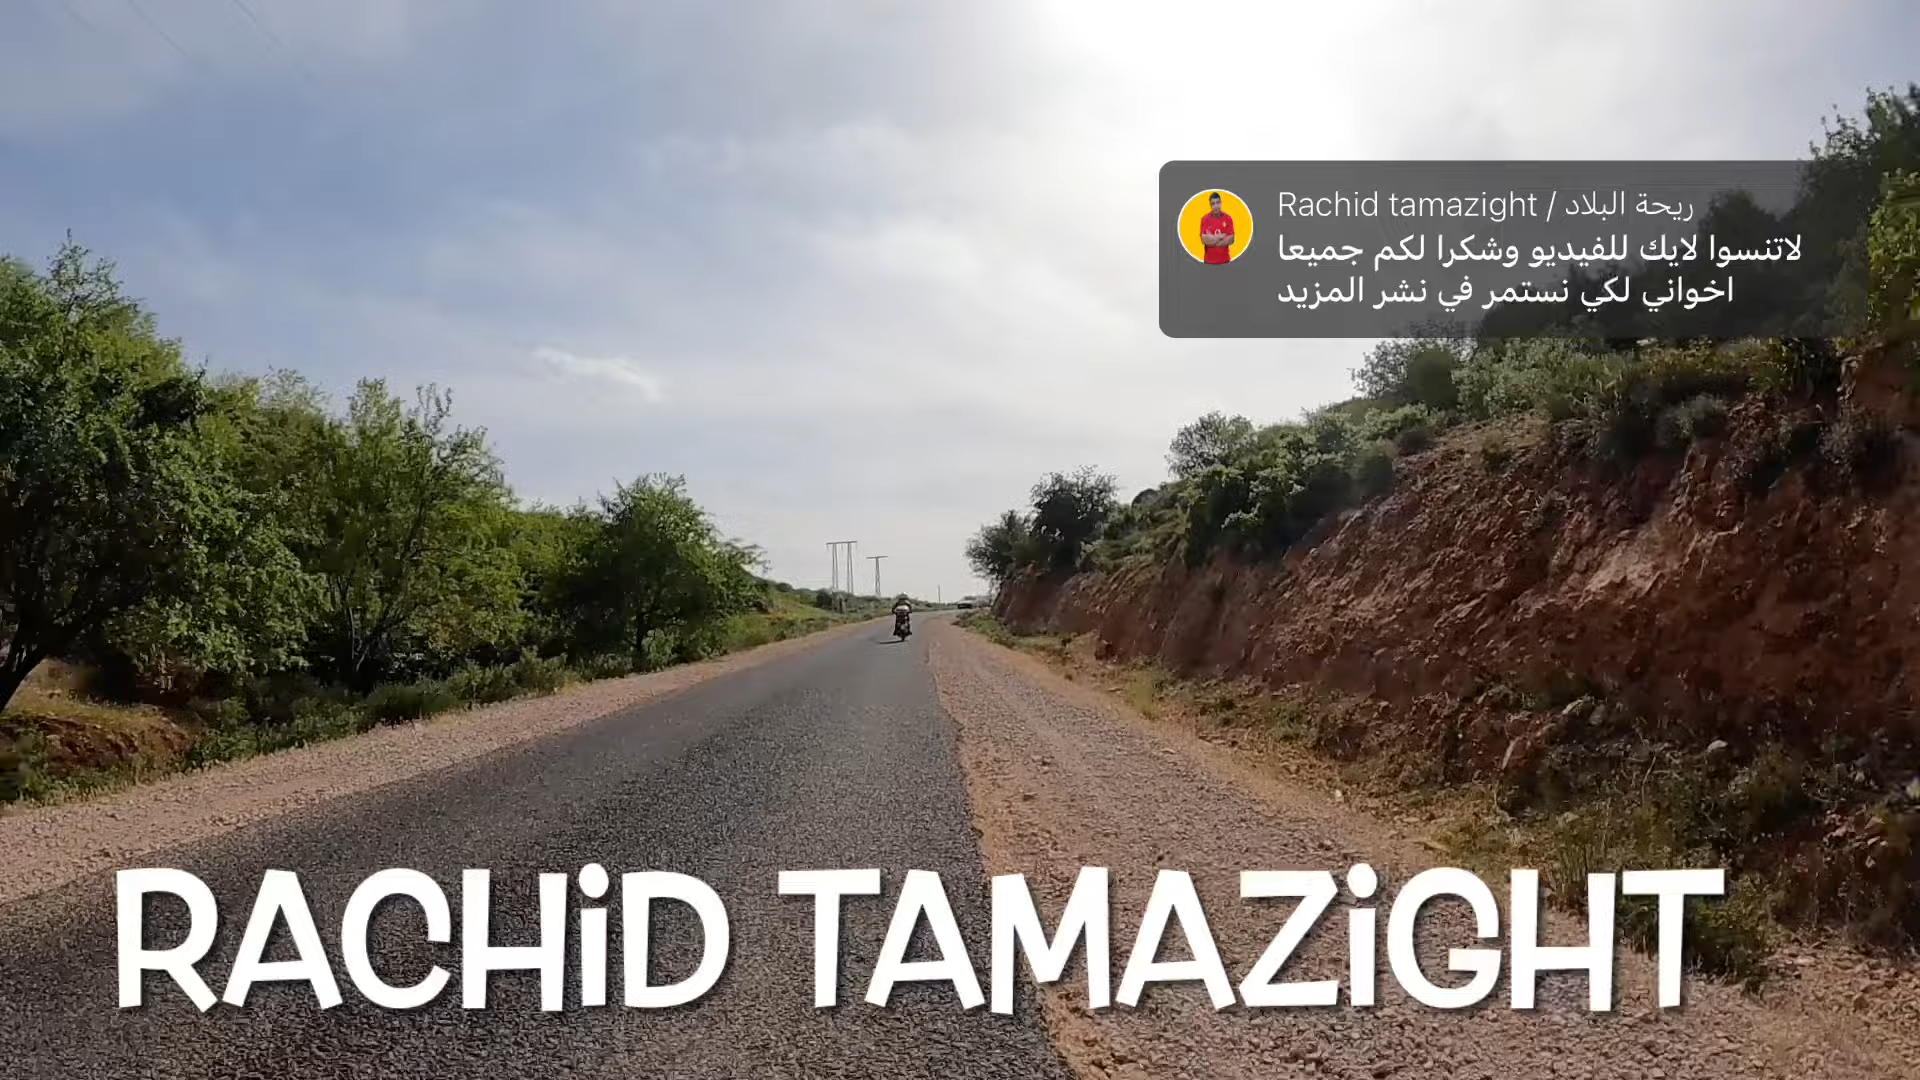 Rachid tamazight / ريحة البلاد
لاتنسوا لايك للفيديو وشكرا لكم جميعا
اخواني لكي نستمر في نشر المزيد
RACHiD TAMAZiGHT